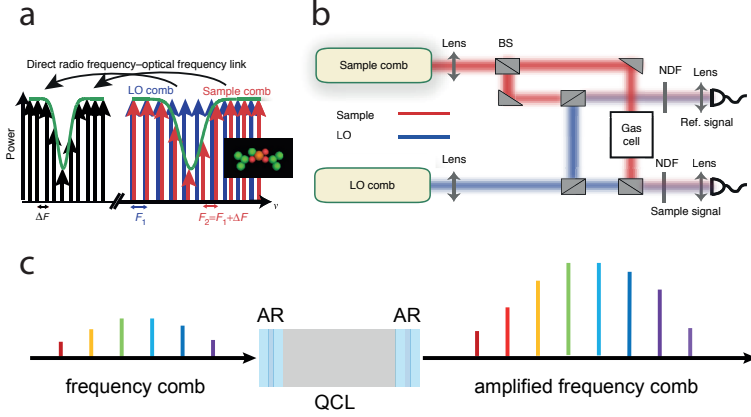 a
Direct radio frequency–optical frequency link
LO comb
Sample comb
Power
ΔF
F₁
F₂=F₁+ΔF
ν
b
Sample comb
Lens
BS
NDF
Lens
Sample
LO
Ref. signal
Gas
cell
LO comb
Lens
NDF
Lens
Sample signal
c
AR
AR
frequency comb
QCL
amplified frequency comb